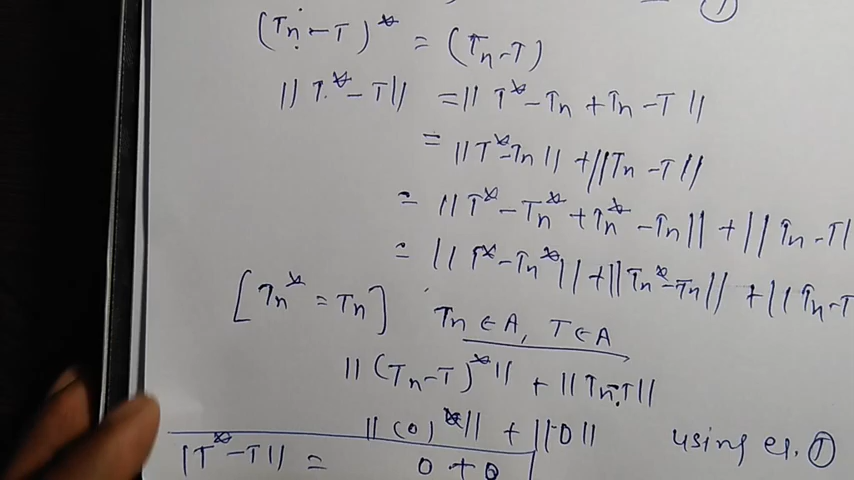 ①
(Tn - T)* = (Tn - T)
|| T* - T || = || T* - Tn + Tn - T ||
= || T* - Tn || + || Tn - T ||
= || T* - Tn* + Tn* - Tn || + || Tn - T |
= || T* - Tn* || + || Tn* - Tn || + || Tn - T
[Tn* = Tn] Tn ∈ A, T ∈ A
|| (Tn - T)* || + || Tn - T ||
|| (0)* || + || 0 || using eq. ①
|| T* - T || = 0 + 0